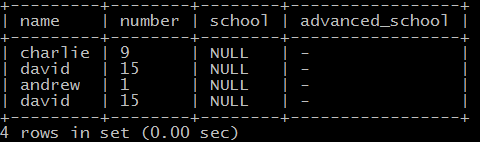 +---------+--------+--------+-----------------+
| name    | number | school | advanced_school |
+---------+--------+--------+-----------------+
| charlie | 9      | NULL   | -               |
| david   | 15     | NULL   | -               |
| andrew  | 1      | NULL   | -               |
| david   | 15     | NULL   | -               |
+---------+--------+--------+-----------------+
4 rows in set (0.00 sec)